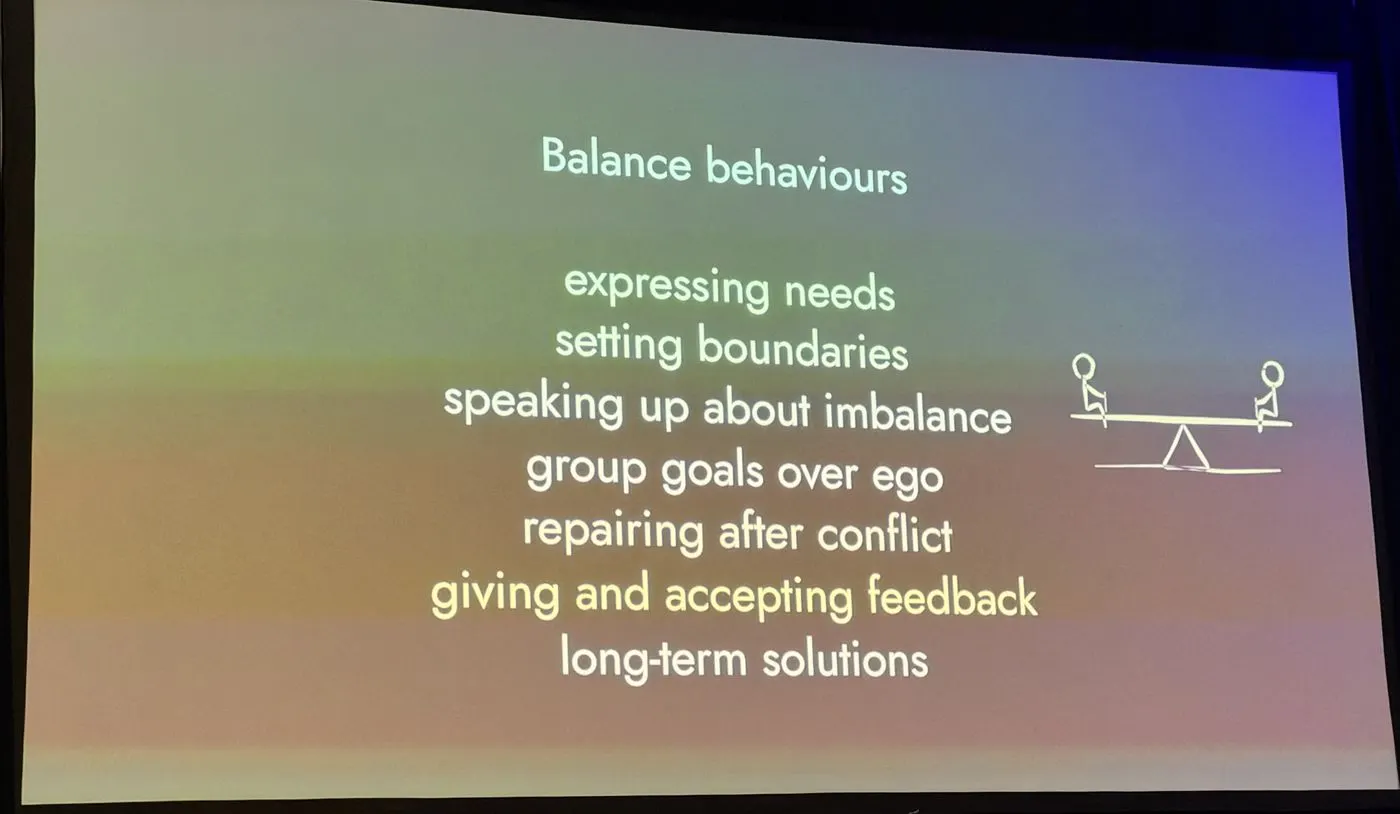 Balance behaviours
expressing needs
setting boundaries
speaking up about imbalance
group goals over ego
repairing after conflict
giving and accepting feedback
long-term solutions